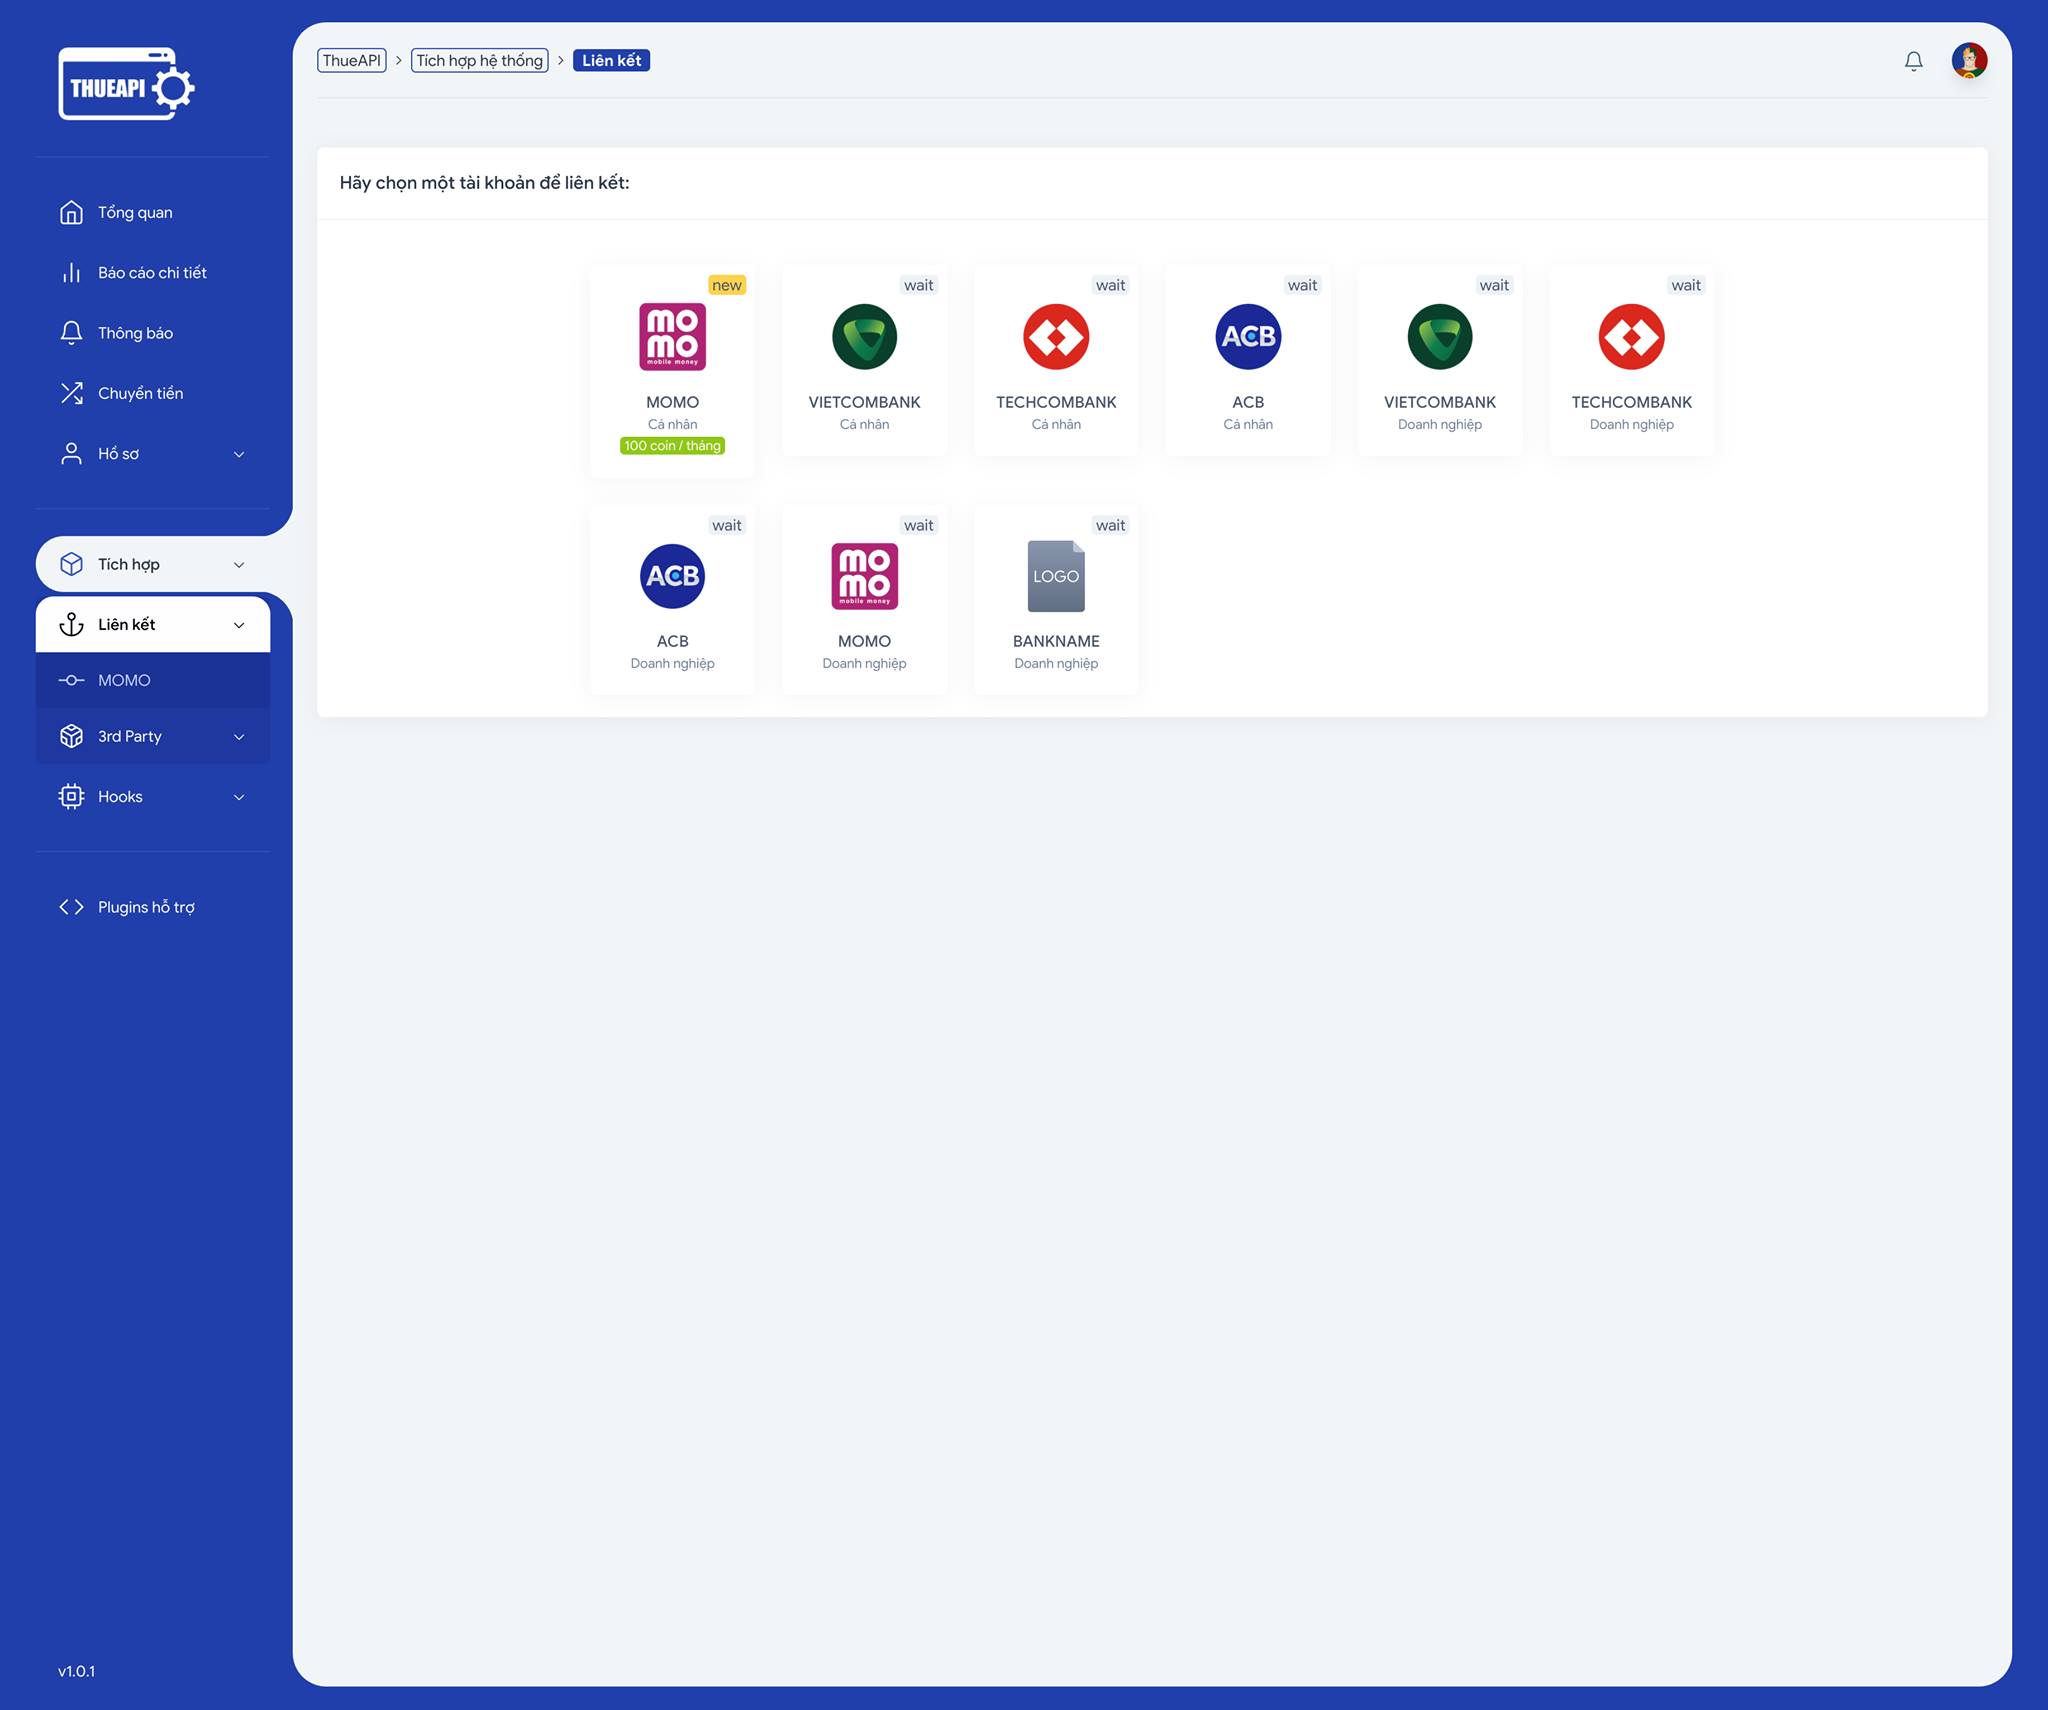 THUEAPI
Tổng quan
Báo cáo chi tiết
Thông báo
Chuyển tiền
Hồ sơ
Tích hợp
Liên kết
MOMO
3rd Party
Hooks
Plugins hỗ trợ
v1.0.1
ThueAPI > Tích hợp hệ thống > Liên kết
Hãy chọn một tài khoản để liên kết:
new
mo
mo
mobile money
MOMO
Cá nhân
100 coin / tháng
wait
VIETCOMBANK
Cá nhân
wait
TECHCOMBANK
Cá nhân
wait
ACB
ACB
Cá nhân
wait
VIETCOMBANK
Doanh nghiệp
wait
TECHCOMBANK
Doanh nghiệp
wait
ACB
ACB
Doanh nghiệp
wait
mo
mo
mobile money
MOMO
Doanh nghiệp
wait
LOGO
BANKNAME
Doanh nghiệp